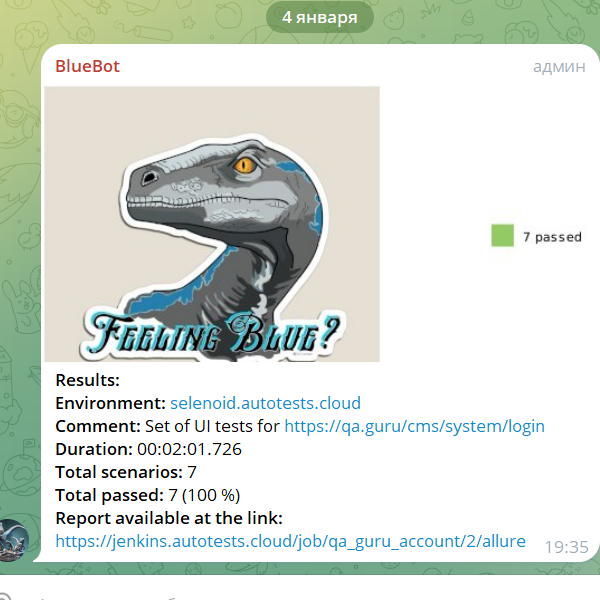 4 января
BlueBot админ
7 passed
Feeling Blue?
Results:
Environment: selenoid.autotests.cloud
Comment: Set of UI tests for https://qa.guru/cms/system/login
Duration: 00:02:01.726
Total scenarios: 7
Total passed: 7 (100 %)
Report available at the link:
https://jenkins.autotests.cloud/job/qa_guru_account/2/allure 19:35